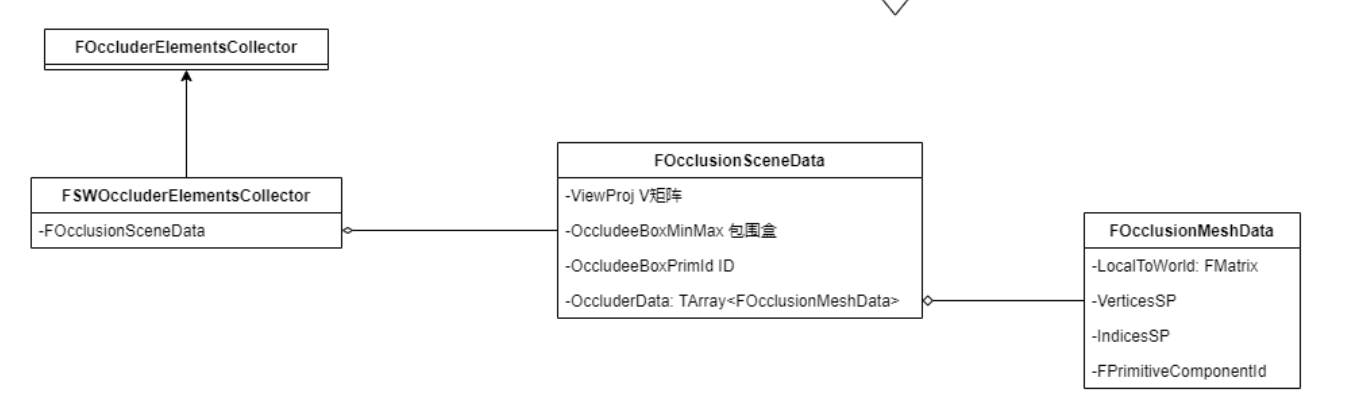 FOccluderElementsCollector
FSWOccluderElementsCollector
-FOcclusionSceneData
FOcclusionSceneData
-ViewProj V矩阵
-OccludeeBoxMinMax 包围盒
-OccludeeBoxPrimId ID
-OccluderData: TArray<FOcclusionMeshData>
FOcclusionMeshData
-LocalToWorld: FMatrix
-VerticesSP
-IndicesSP
-FPrimitiveComponentId